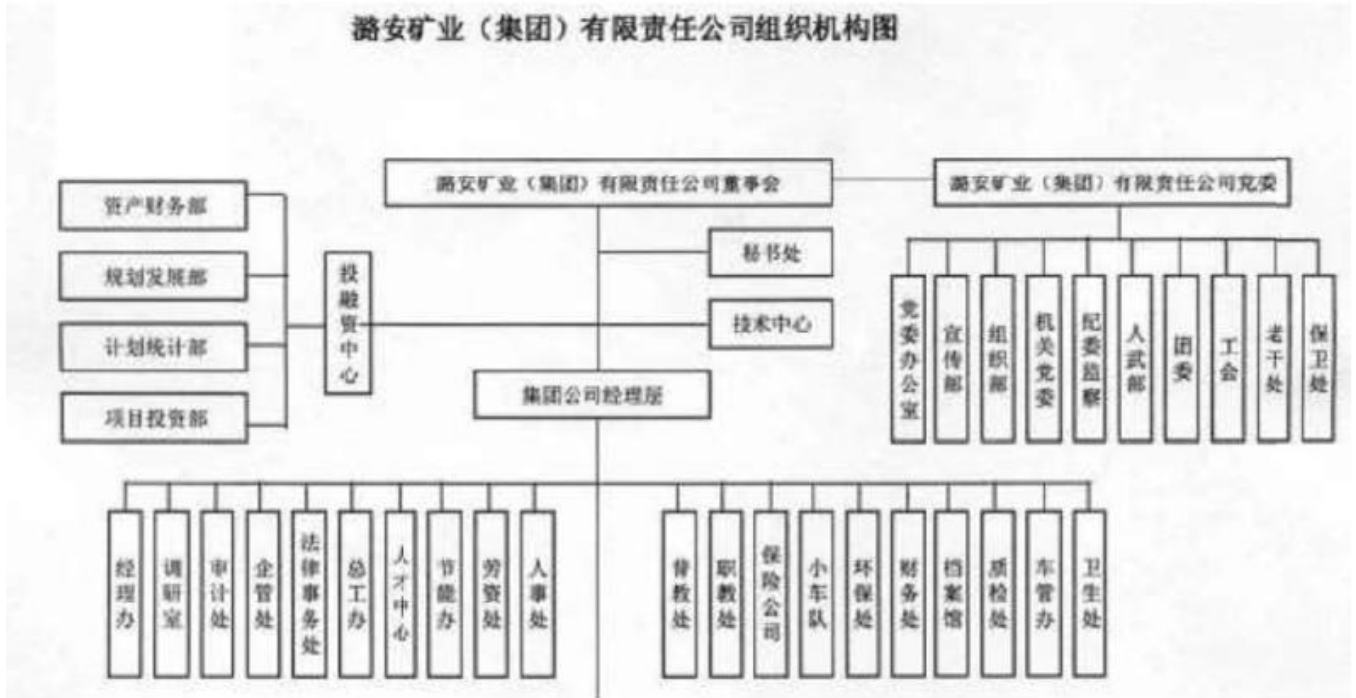 潞安矿业（集团）有限责任公司组织机构图
潞安矿业（集团）有限责任公司董事会
潞安矿业（集团）有限责任公司党委
资产财务部
规划发展部
计划统计部
项目投资部
投融资中心
秘书处
技术中心
集团公司经理层
党委办公室
宣传部
组织部
机关党委
纪委监察
人武部
团委
工会
老干处
保卫处
经理办
调研室
审计处
企管处
法律事务处
总工办
人才中心
节能办
劳资处
人事处
普教处
职教处
保险公司
小车队
环保处
财务处
档案馆
质检处
车管办
卫生处